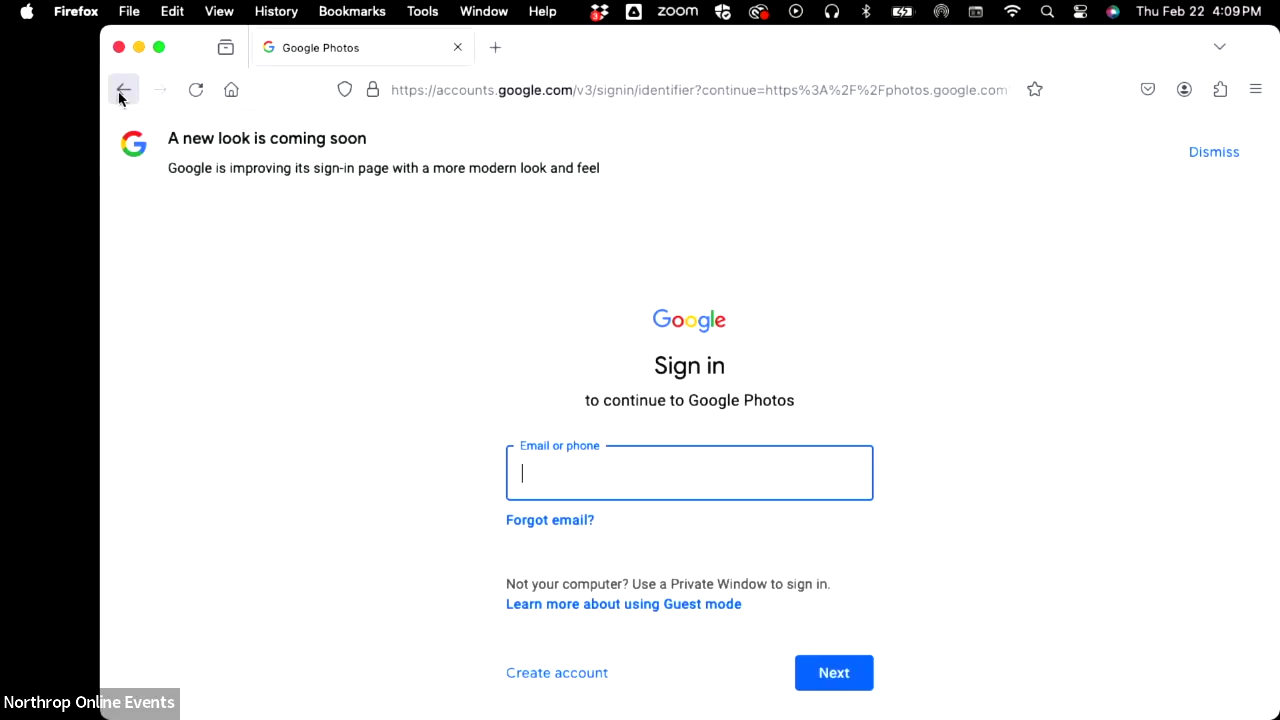 Firefox File Edit View History Bookmarks Tools Window Help zoom Thu Feb 22 4:09 PM
Google Photos
https://accounts.google.com/v3/signin/identifier?continue=https%3A%2F%2Fphotos.google.com
A new look is coming soon
Google is improving its sign-in page with a more modern look and feel
Dismiss
Google
Sign in
to continue to Google Photos
Email or phone
Forgot email?
Not your computer? Use a Private Window to sign in.
Learn more about using Guest mode
Create account
Next
Northrop Online Events